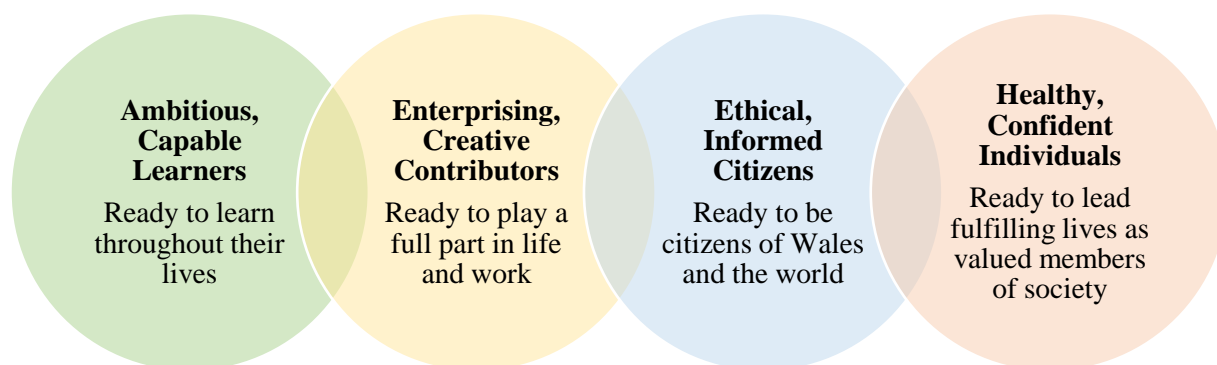 Ambitious,
Capable
Learners
Ready to learn
throughout their
lives
Enterprising,
Creative
Contributors
Ready to play a
full part in life
and work
Ethical,
Informed
Citizens
Ready to be
citizens of Wales
and the world
Healthy,
Confident
Individuals
Ready to lead
fulfilling lives as
valued members
of society